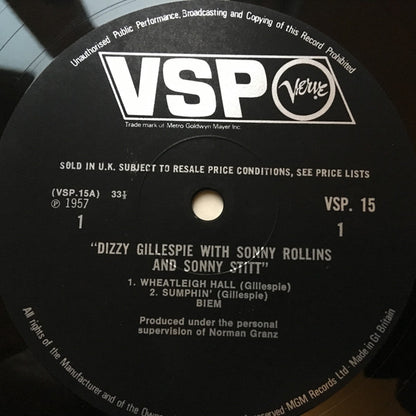 Unauthorised Public Performance, Broadcasting and Copying of this Record Prohibited
VSP Verve
Trade mark of Metro Goldwyn Mayer Inc.
SOLD IN U.K. SUBJECT TO RESALE PRICE CONDITIONS, SEE PRICE LISTS
(VSP.15A) 33⅓ VSP. 15
℗ 1957
1 1
"DIZZY GILLESPIE WITH SONNY ROLLINS
AND SONNY STITT"
1. WHEATLEIGH HALL (Gillespie)
2. SUMPHIN' (Gillespie)
BIEM
Produced under the personal
supervision of Norman Granz
All rights of the Manufacturer and of the Owner of the
MGM Records Ltd. Made in Gt Britain